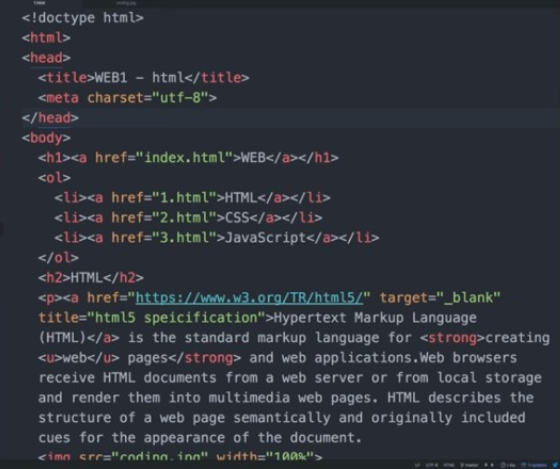 <!doctype html>
<html>
<head>
<title>WEB1 - html</title>
<meta charset="utf-8">
</head>
<body>
<h1><a href="index.html">WEB</a></h1>
<ol>
<li><a href="1.html">HTML</a></li>
<li><a href="2.html">CSS</a></li>
<li><a href="3.html">JavaScript</a></li>
</ol>
<h2>HTML</h2>
<p><a href="https://www.w3.org/TR/html5/" target="_blank"
title="html5 speicification">Hypertext Markup Language
(HTML)</a> is the standard markup language for <strong>creating
<u>web</u> pages</strong> and web applications.Web browsers
receive HTML documents from a web server or from local storage
and render them into multimedia web pages. HTML describes the
structure of a web page semantically and originally included
cues for the appearance of the document.
<img src="coding.jpg" width="100%">